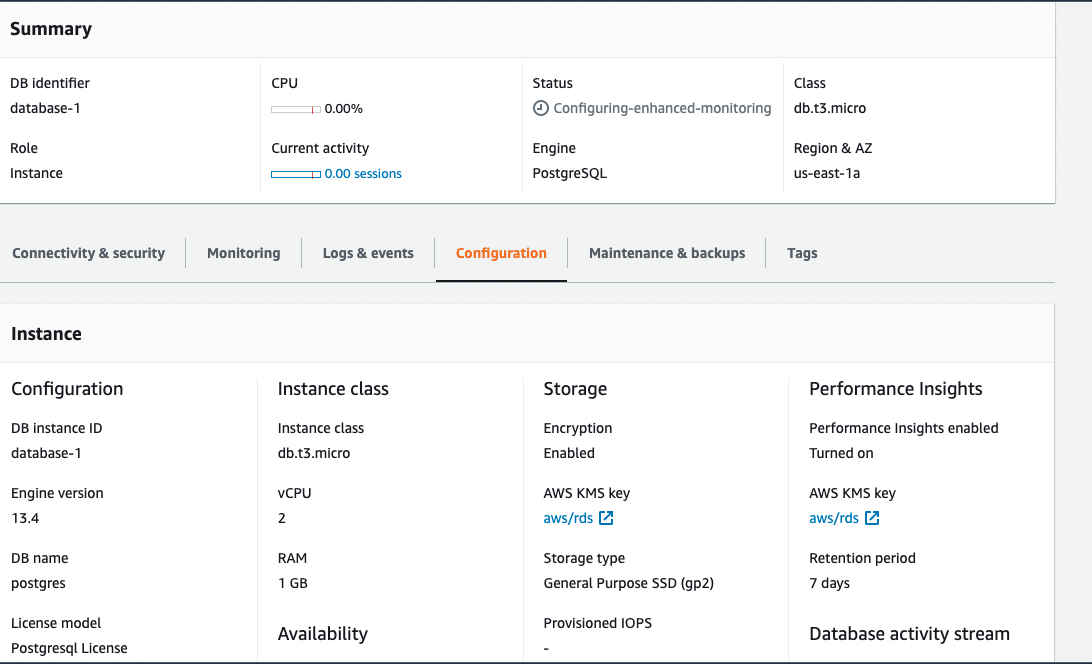 Summary
DB identifier
database-1
CPU
0.00%
Status
Configuring-enhanced-monitoring
Class
db.t3.micro
Role
Instance
Current activity
0.00 sessions
Engine
PostgreSQL
Region & AZ
us-east-1a
Connectivity & security
Monitoring
Logs & events
Configuration
Maintenance & backups
Tags
Instance
Configuration
DB instance ID
database-1
Engine version
13.4
DB name
postgres
License model
Postgresql License
Instance class
Instance class
db.t3.micro
vCPU
2
RAM
1 GB
Availability
Storage
Encryption
Enabled
AWS KMS key
aws/rds
Storage type
General Purpose SSD (gp2)
Provisioned IOPS
-
Performance Insights
Performance Insights enabled
Turned on
AWS KMS key
aws/rds
Retention period
7 days
Database activity stream